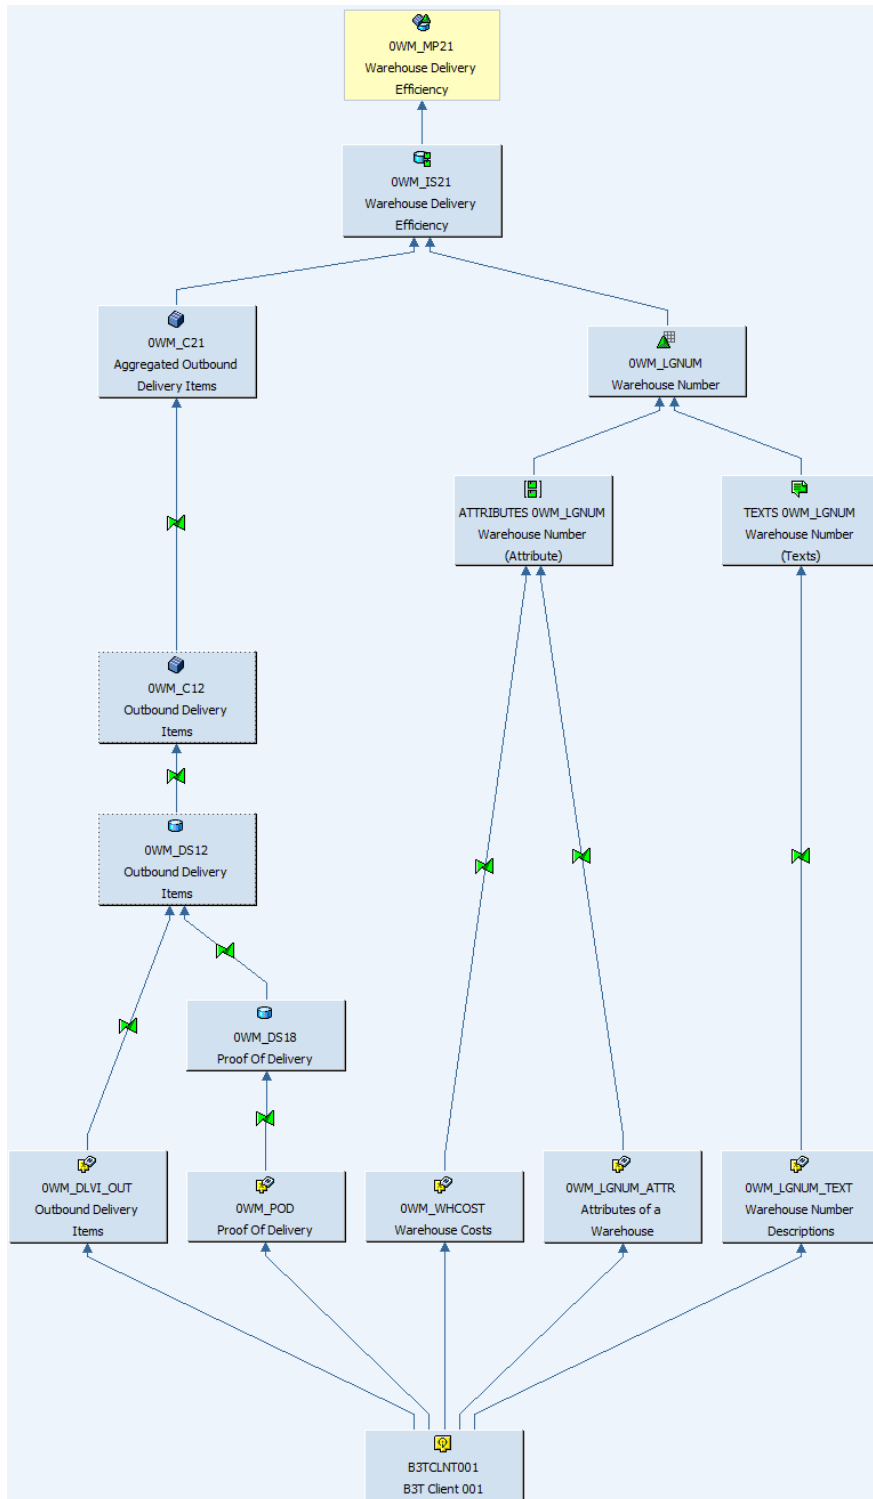 0WM_MP21
Warehouse Delivery
Efficiency
0WM_IS21
Warehouse Delivery
Efficiency
0WM_C21
Aggregated Outbound
Delivery Items
0WM_LGNUM
Warehouse Number
ATTRIBUTES 0WM_LGNUM
Warehouse Number
(Attribute)
TEXTS 0WM_LGNUM
Warehouse Number
(Texts)
0WM_C12
Outbound Delivery
Items
0WM_DS12
Outbound Delivery
Items
0WM_DS18
Proof Of Delivery
0WM_DLVI_OUT
Outbound Delivery
Items
0WM_POD
Proof Of Delivery
0WM_WHCOST
Warehouse Costs
0WM_LGNUM_ATTR
Attributes of a
Warehouse
0WM_LGNUM_TEXT
Warehouse Number
Descriptions
B3TCLNT001
B3T Client 001